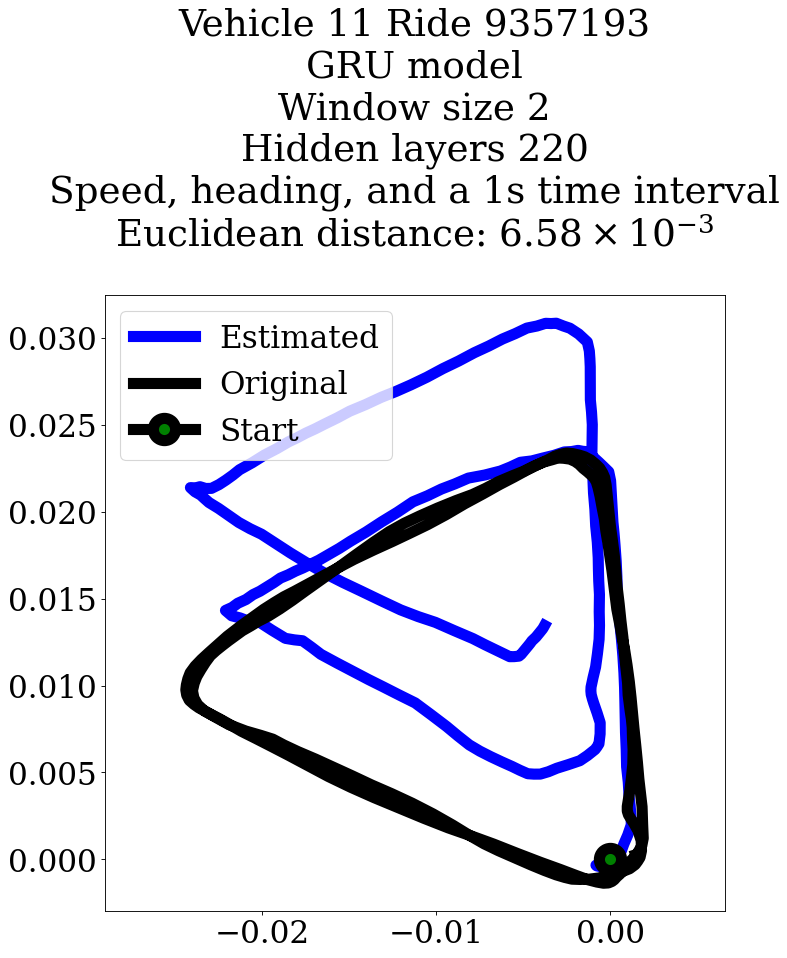 Vehicle 11 Ride 9357193
GRU model
Window size 2
Hidden layers 220
Speed, heading, and a 1s time interval
Euclidean distance: 6.58 × 10⁻³
Estimated
Original
Start
0.030
0.025
0.020
0.015
0.010
0.005
0.000
−0.02 −0.01 0.00